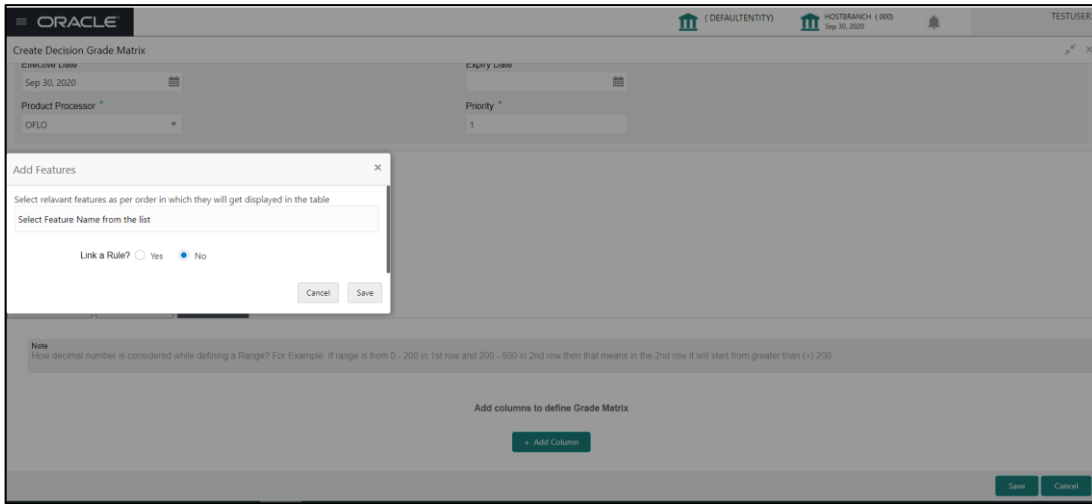 ORACLE
( DEFAULTENTITY)
HOSTBRANCH ( 000)
Sep 30, 2020
TESTUSER
Create Decision Grade Matrix
Effective Date
Expiry Date
Sep 30, 2020
Product Processor *
Priority *
OFLO
1
Add Features
Select relavant features as per order in which they will get displayed in the table
Select Feature Name from the list
Link a Rule? Yes No
Cancel Save
Note
How decimal number is considered while defining a Range? For Example: If range is from 0 - 200 in 1st row and 200 - 500 in 2nd row then that means in the 2nd row it will start from greater than (>) 200.
Add columns to define Grade Matrix
+ Add Column
Save Cancel